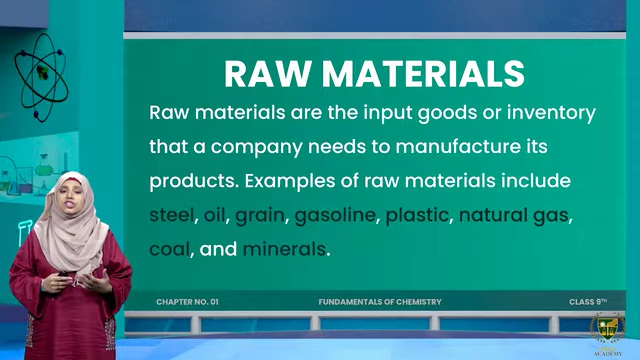 RAW MATERIALS
Raw materials are the input goods or inventory
that a company needs to manufacture its
products. Examples of raw materials include
steel, oil, grain, gasoline, plastic, natural gas,
coal, and minerals.
CHAPTER NO. 01 FUNDAMENTALS OF CHEMISTRY CLASS 9TH
ACADEMY